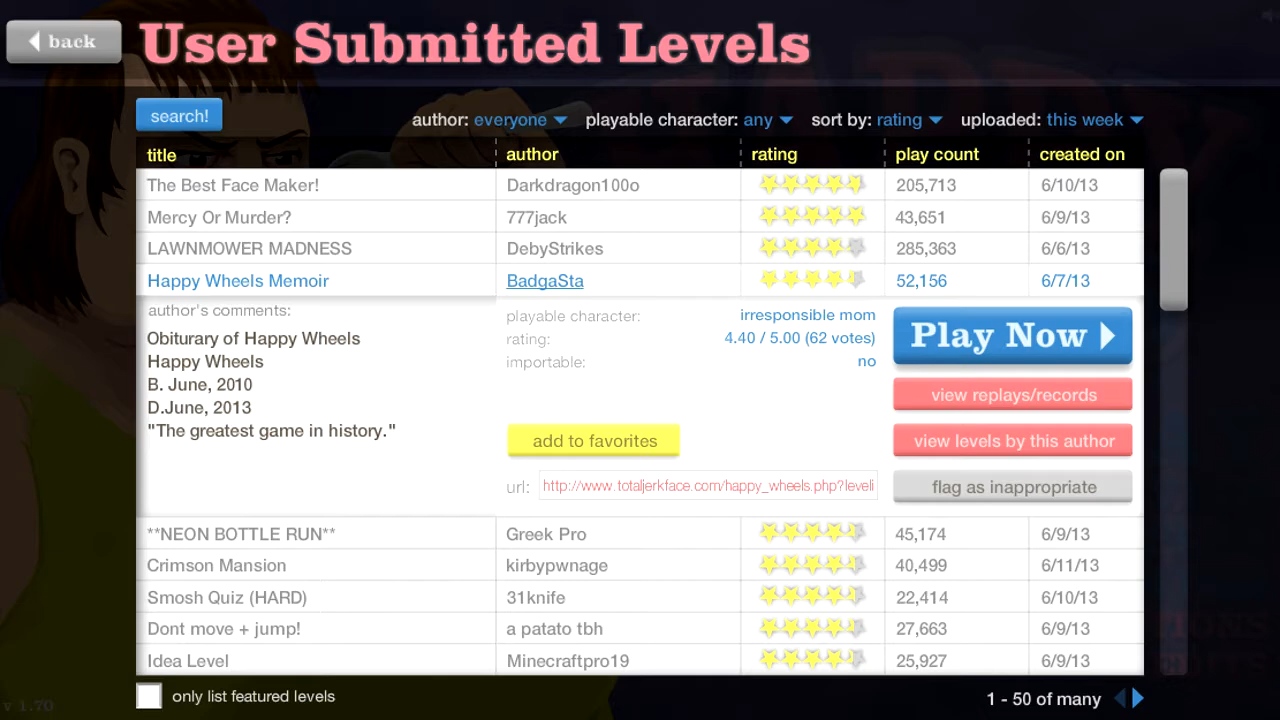 back
User Submitted Levels
search!
author: everyone
playable character: any
sort by: rating
uploaded: this week
title author rating play count created on
The Best Face Maker! Darkdragon100o 205,713 6/10/13
Mercy Or Murder? 777jack 43,651 6/9/13
LAWNMOWER MADNESS DebyStrikes 285,363 6/6/13
Happy Wheels Memoir BadgaSta 52,156 6/7/13
author's comments:
Obiturary of Happy Wheels
Happy Wheels
B. June, 2010
D.June, 2013
"The greatest game in history."
playable character: irresponsible mom
rating: 4.40 / 5.00 (62 votes)
importable: no
add to favorites
url: http://www.totaljerkface.com/happy_wheels.php?leveli
Play Now
view replays/records
view levels by this author
flag as inappropriate
**NEON BOTTLE RUN** Greek Pro 45,174 6/9/13
Crimson Mansion kirbypwnage 40,499 6/11/13
Smosh Quiz (HARD) 31knife 22,414 6/10/13
Dont move + jump! a patato tbh 27,663 6/9/13
Idea Level Minecraftpro19 25,927 6/9/13
only list featured levels
1 - 50 of many
v 1.70